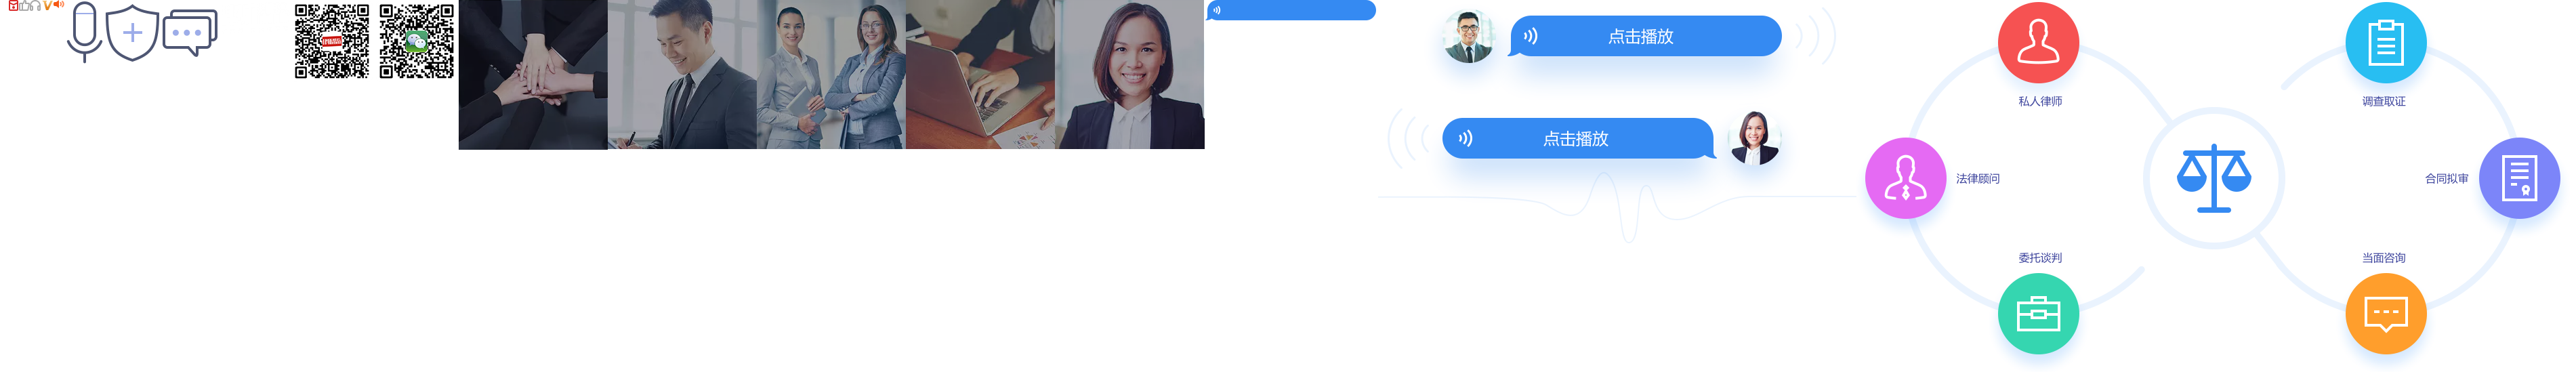 点击播放
点击播放
私人律师
调查取证
法律顾问
合同拟审
委托谈判
当面咨询